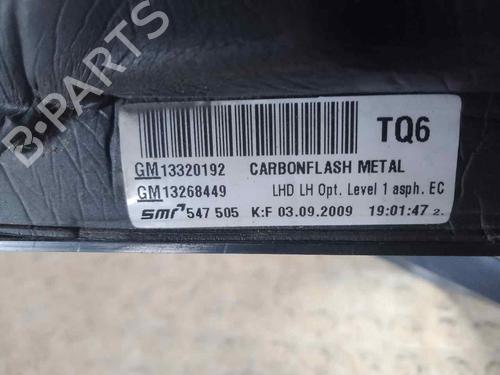 B-PARTS
TQ6
GM13320192 CARBONFLASH METAL
GM13268449 LHD LH Opt. Level 1 asph. EC
smr 547 505 K:F 03.09.2009 19:01:47 2.